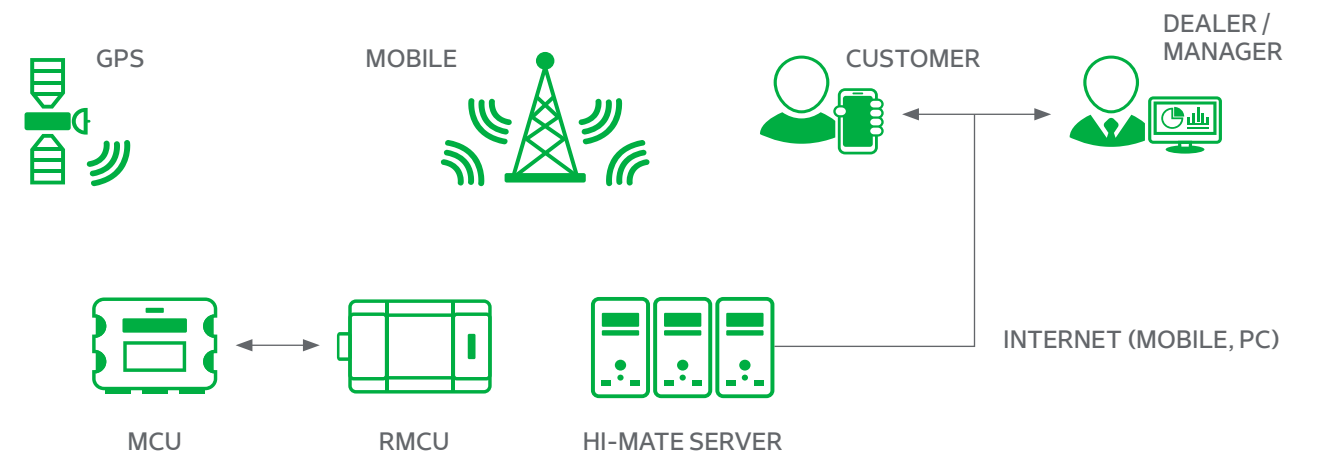 GPS
MOBILE
CUSTOMER
DEALER /
MANAGER
INTERNET (MOBILE, PC)
MCU
RMCU
HI-MATE SERVER